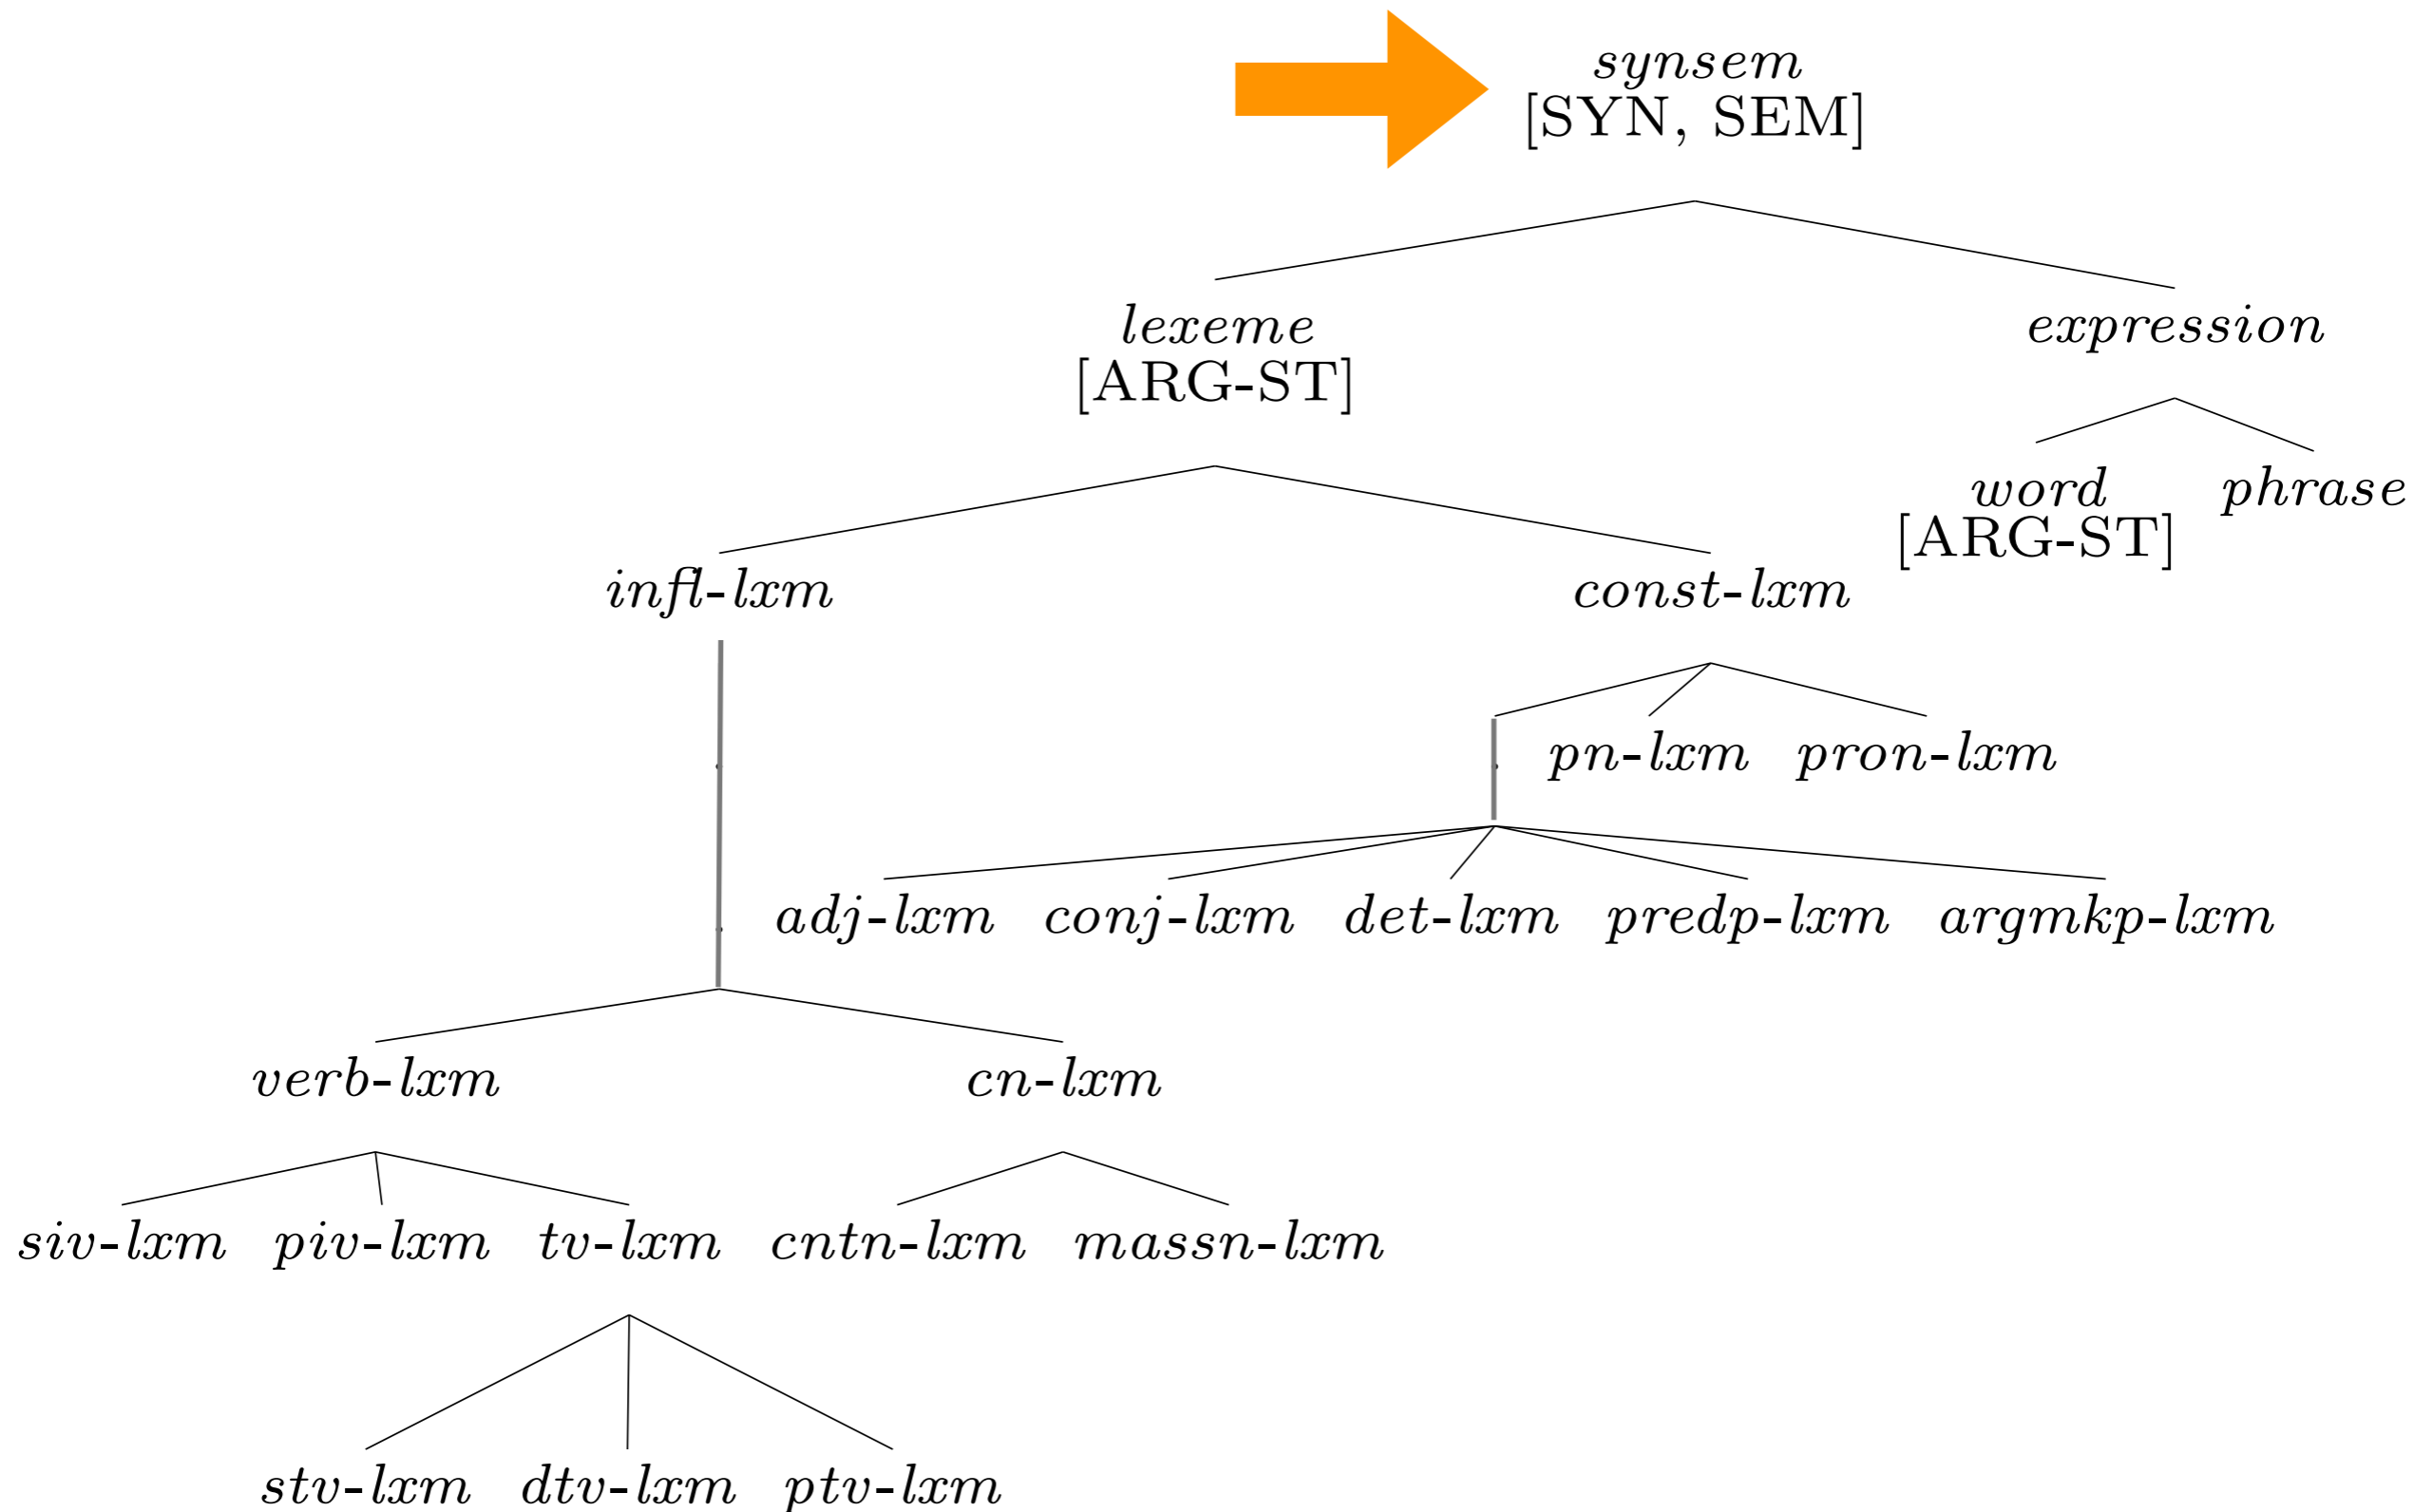 synsem
[SYN, SEM]
lexeme
[ARG-ST]
expression
word
[ARG-ST]
phrase
infl-lxm
const-lxm
pn-lxm pron-lxm
adj-lxm conj-lxm det-lxm predp-lxm argmkp-lxm
verb-lxm cn-lxm
siv-lxm piv-lxm tv-lxm cntn-lxm massn-lxm
stv-lxm dtv-lxm ptv-lxm